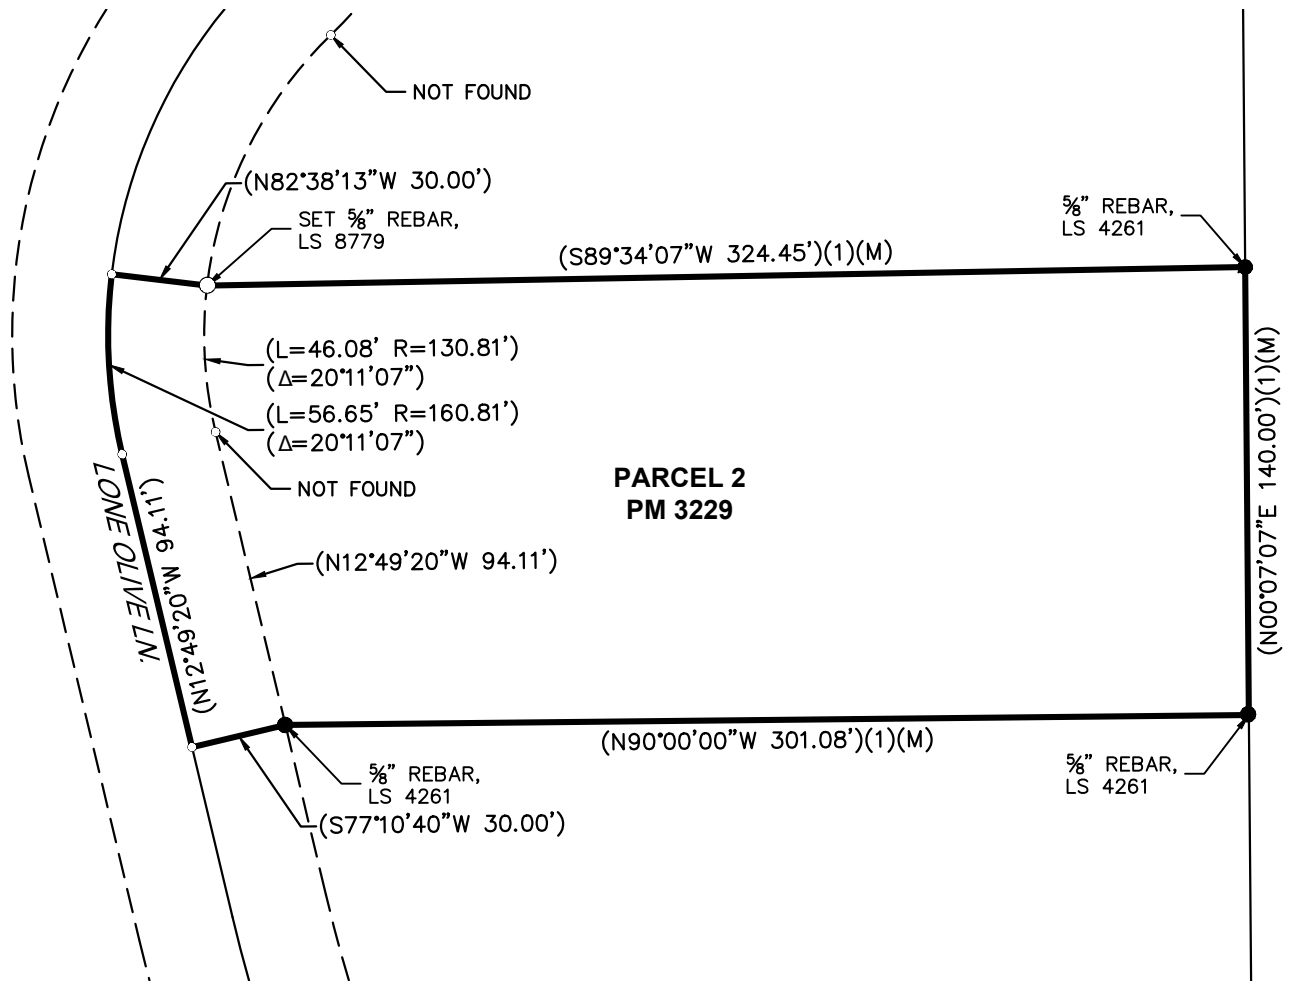 NOT FOUND
(N82°38'13"W 30.00')
SET ⅝" REBAR,
LS 8779
⅝" REBAR,
LS 4261
(S89°34'07"W 324.45')(1)(M)
(L=46.08' R=130.81')
(Δ=20°11'07")
(L=56.65' R=160.81')
(Δ=20°11'07")
NOT FOUND
PARCEL 2
PM 3229
(N00°07'07"E 140.00')(1)(M)
LONE OLIVE LN.
(N12°49'20"W 94.11')
(N12°49'20"W 94.11')
(N90°00'00"W 301.08')(1)(M)
⅝" REBAR,
LS 4261
(S77°10'40"W 30.00')
⅝" REBAR,
LS 4261